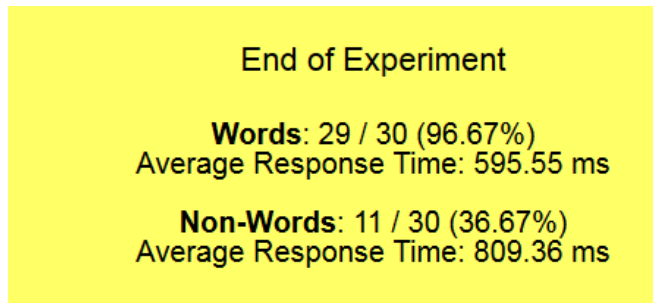 End of Experiment
Words: 29 / 30 (96.67%)
Average Response Time: 595.55 ms
Non-Words: 11 / 30 (36.67%)
Average Response Time: 809.36 ms